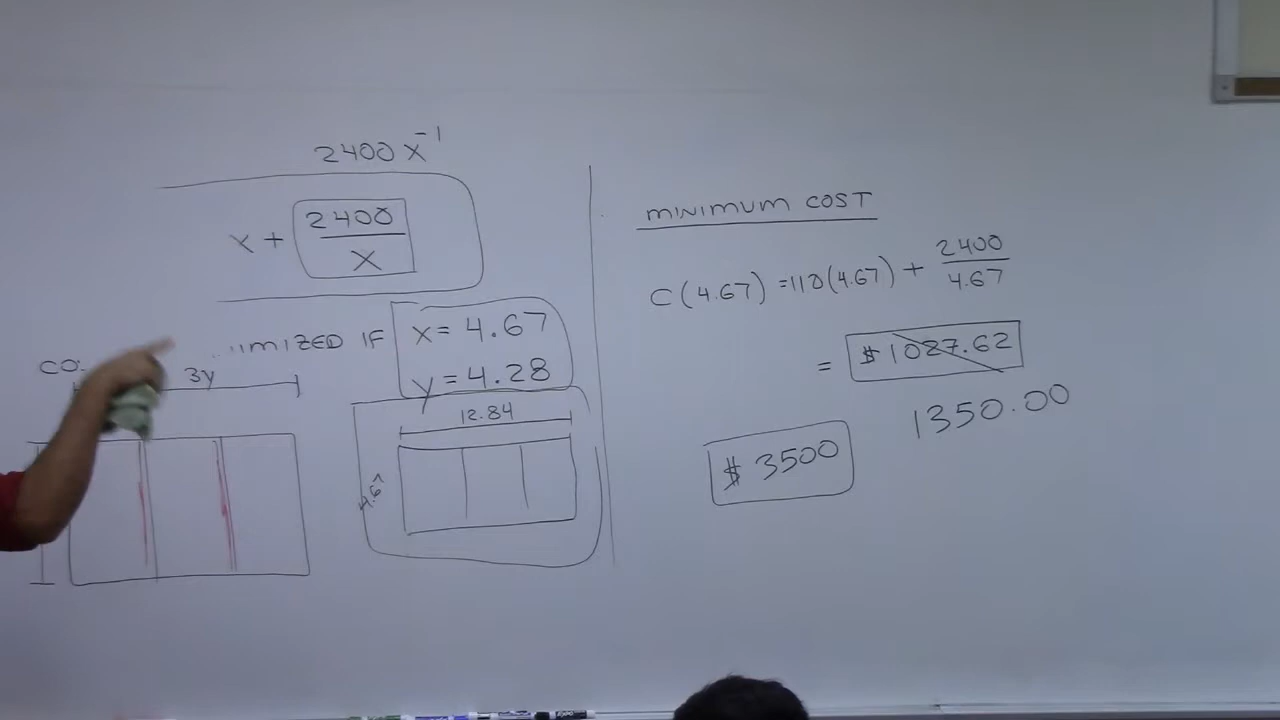 2400 x⁻¹
x + 2400/x
IMIZED IF
x = 4.67
y = 4.28
CO
3y
12.84
4.67
MINIMUM COST
C(4.67) = 110(4.67) + 2400/4.67
= $1027.62
1350.00
$3500